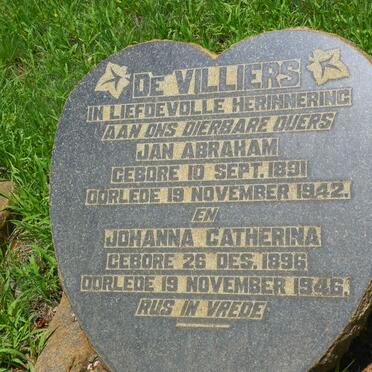 DE VILLIERS
IN LIEFDEVOLLE HERINNERING
AAN ONS DIERBARE OUERS
JAN ABRAHAM
GEBORE 10 SEPT. 1891
OORLEDE 19 NOVEMBER 1942.
EN
JOHANNA CATHERINA
GEBORE 26 DES. 1896
OORLEDE 19 NOVEMBER 1946.
RUS IN VREDE